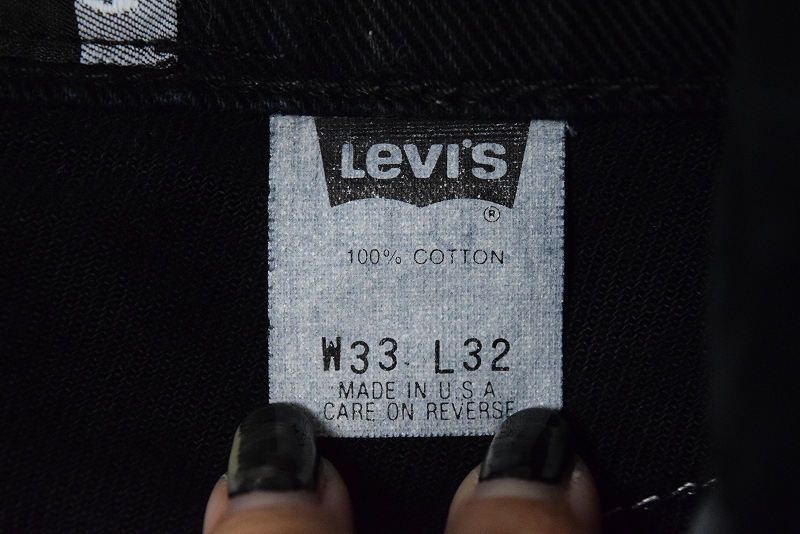 Levi's
®
100% COTTON
W33 L32
MADE IN U S A
CARE ON REVERSE